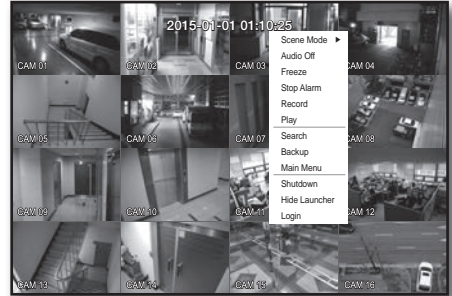 2015-01-01 01:10:25
CAM 01
CAM 02
CAM 03
CAM 04
CAM 05
CAM 06
CAM 07
CAM 08
CAM 09
CAM 10
CAM 11
CAM 12
CAM 13
CAM 14
CAM 15
CAM 16
Scene Mode
Audio Off
Freeze
Stop Alarm
Record
Play
Search
Backup
Main Menu
Shutdown
Hide Launcher
Login